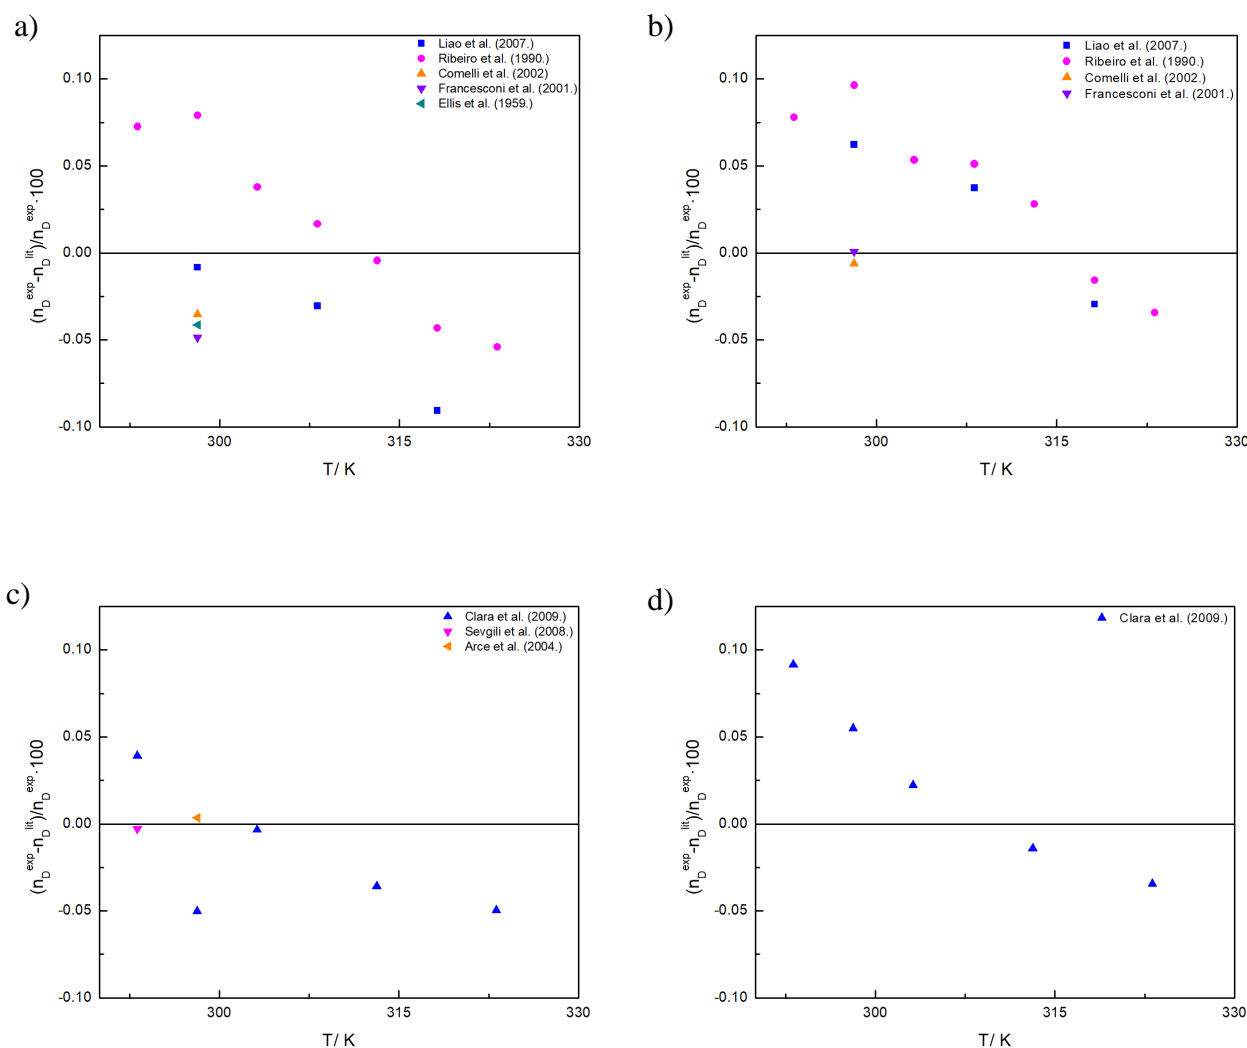 a)
Liao et al. (2007.)
Ribeiro et al. (1990.)
Comelli et al. (2002)
Francesconi et al. (2001.)
Ellis et al. (1959.)
0.10
0.05
0.00
-0.05
-0.10
(n_D^exp-n_D^lit)/n_D^exp·100
300
315
330
T/ K
b)
Liao et al. (2007.)
Ribeiro et al. (1990.)
Comelli et al. (2002.)
Francesconi et al. (2001.)
0.10
0.05
0.00
-0.05
-0.10
(n_D^exp-n_D^lit)/n_D^exp·100
300
315
330
T/ K
c)
Clara et al. (2009.)
Sevgili et al. (2008.)
Arce et al. (2004.)
0.10
0.05
0.00
-0.05
-0.10
(n_D^exp-n_D^lit)/n_D^exp·100
300
315
330
T/ K
d)
Clara et al. (2009.)
0.10
0.05
0.00
-0.05
-0.10
(n_D^exp-n_D^lit)/n_D^exp·100
300
315
330
T/ K